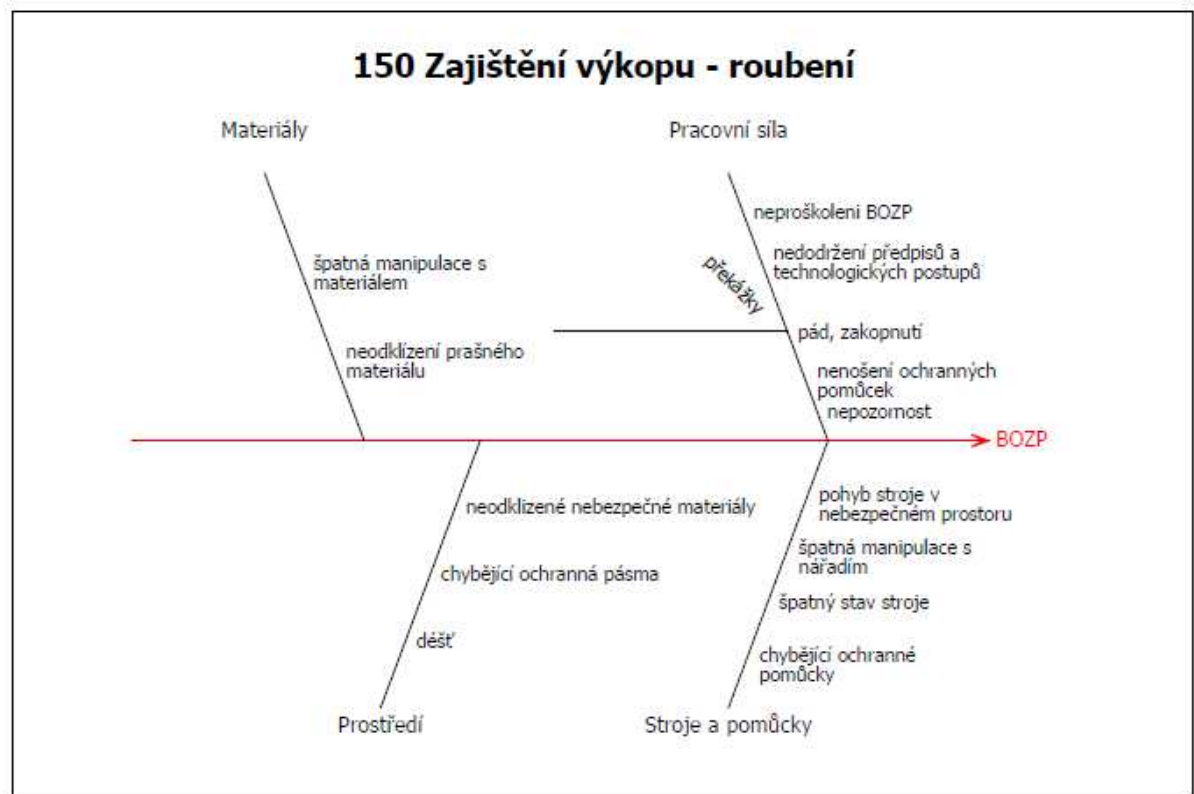 150 Zajištění výkopu - roubení
Materiály
Pracovní síla
neproškoleni BOZP
špatná manipulace s
materiálem
nedodržení předpisů a
technologických postupů
překážky
pád, zakopnutí
neodklízení prašného
materiálu
nenošení ochranných
pomůcek
nepozornost
BOZP
neodklizené nebezpečné materiály
pohyb stroje v
nebezpečném prostoru
chybějící ochranná pásma
špatná manipulace s
nářadím
špatný stav stroje
déšť
chybějící ochranné
pomůcky
Prostředí
Stroje a pomůcky